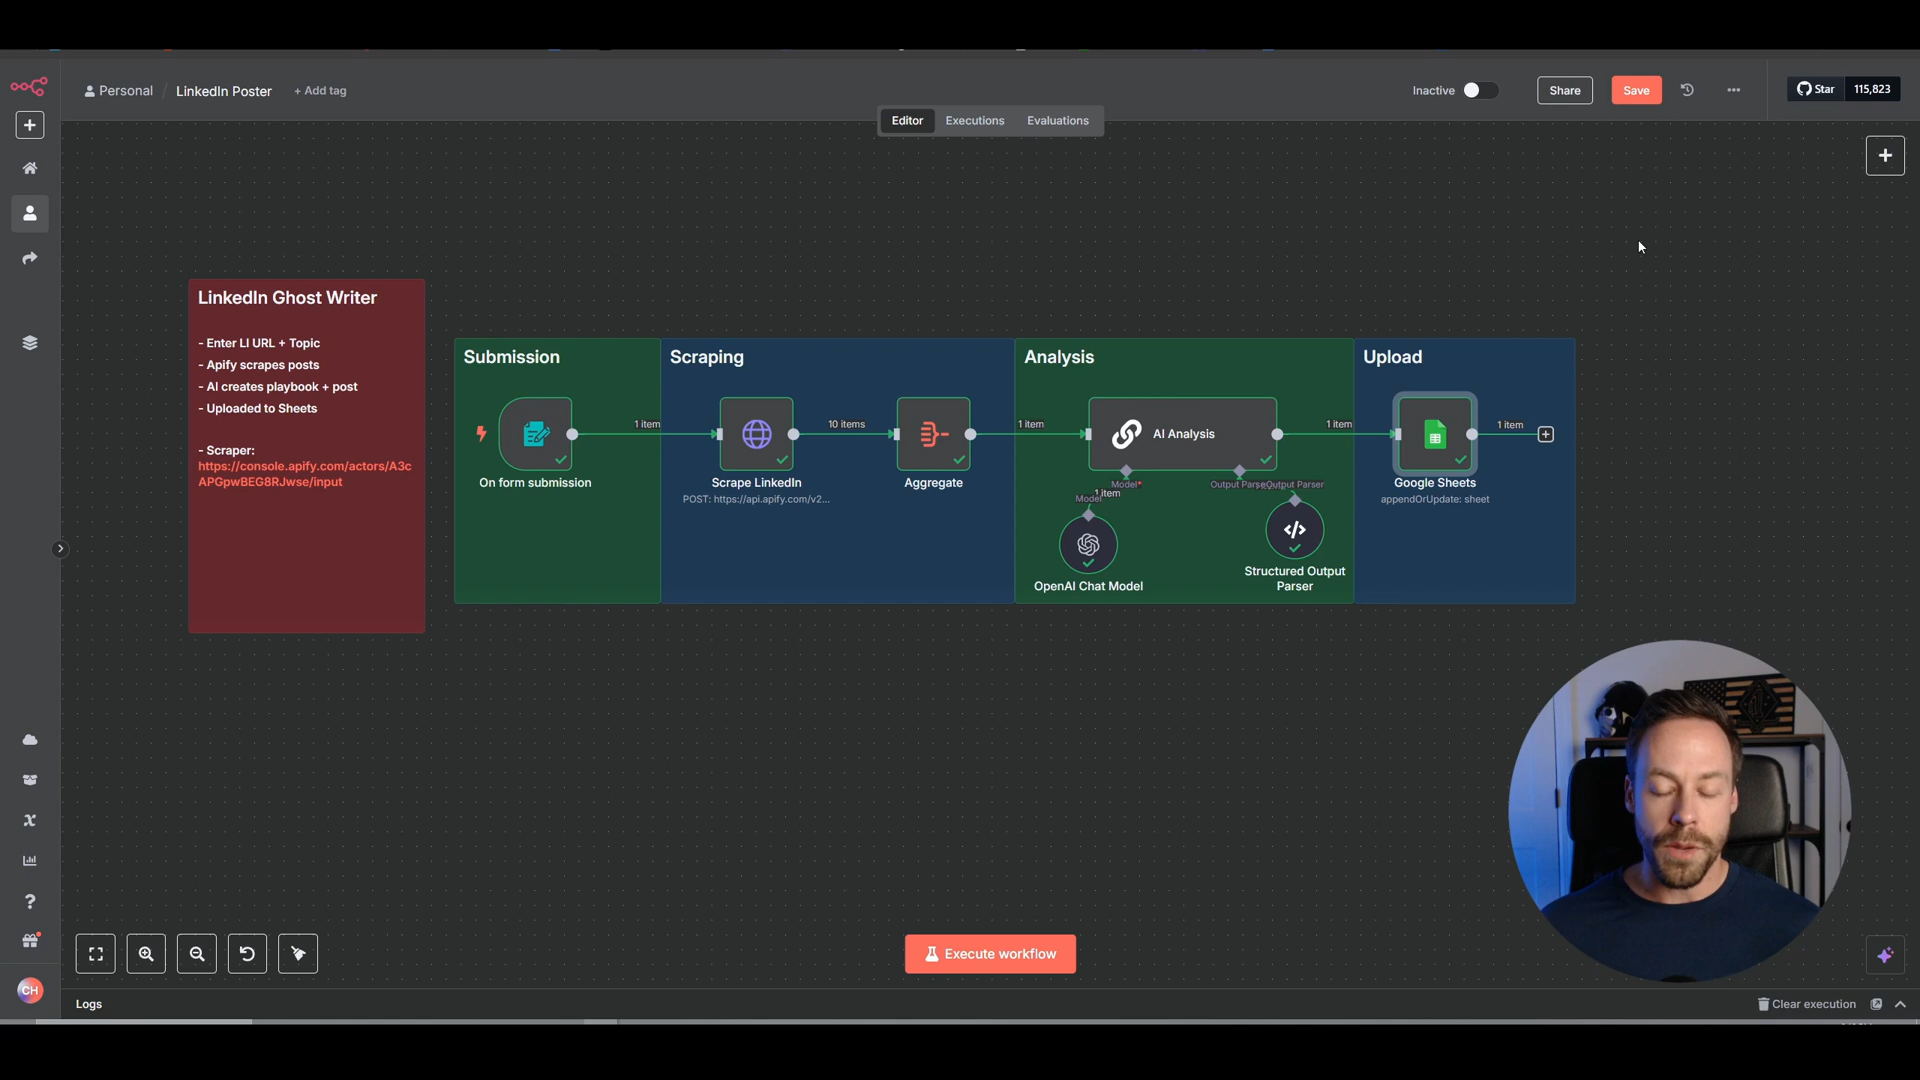 Personal / LinkedIn Poster + Add tag
Inactive
Share
Save
Star 115,823
Editor Executions Evaluations
LinkedIn Ghost Writer
- Enter LI URL + Topic
- Apify scrapes posts
- AI creates playbook + post
- Uploaded to Sheets
- Scraper:
https://console.apify.com/actors/A3c
APGpwBEG8RJwse/input
Submission
Scraping
Analysis
Upload
1 item
10 items
1 item
1 item
1 item
AI Analysis
On form submission
Scrape LinkedIn
POST: https://api.apify.com/v2...
Aggregate
Model*
Model
1 item
Output Parser
Google Sheets
appendOrUpdate: sheet
OpenAI Chat Model
Structured Output
Parser
Execute workflow
CH
Logs
Clear execution